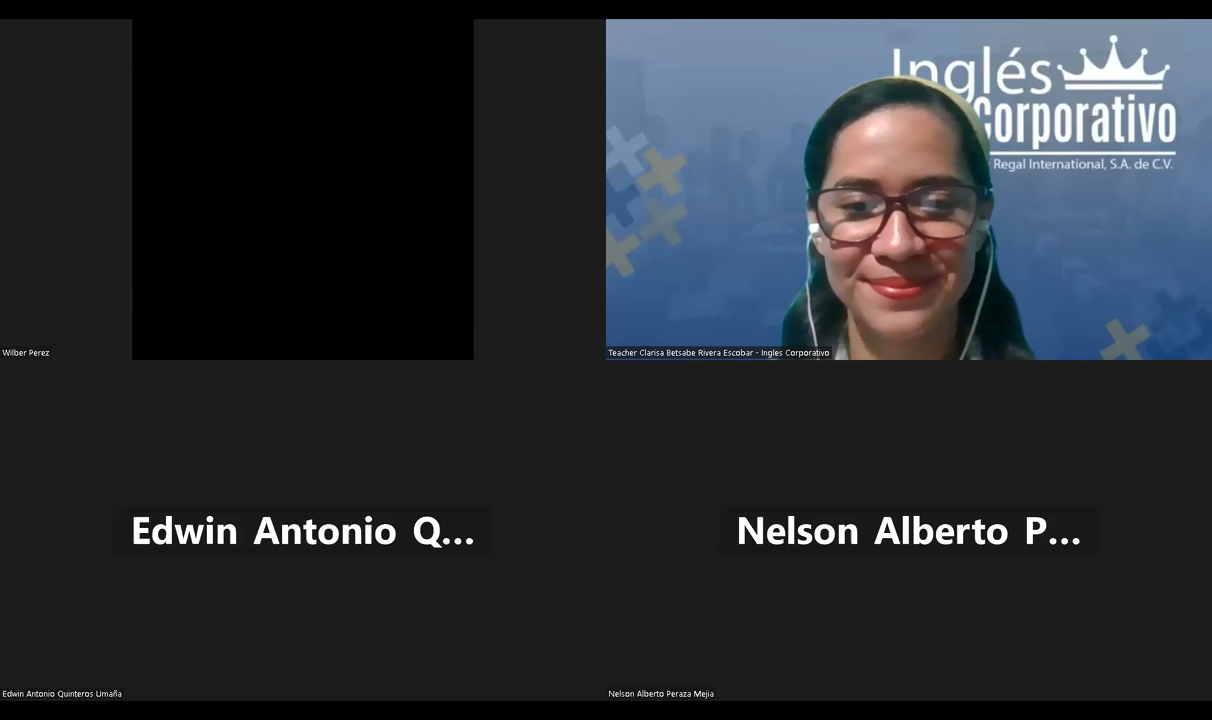 Inglés
Corporativo
Regal International, S.A. de C.V.
Wilber Perez
Teacher Clarisa Betsabe Rivera Escobar - Ingles Corporativo
Edwin Antonio Q...
Nelson Alberto P...
Edwin Antonio Quinteros Umaña
Nelson Alberto Peraza Mejia